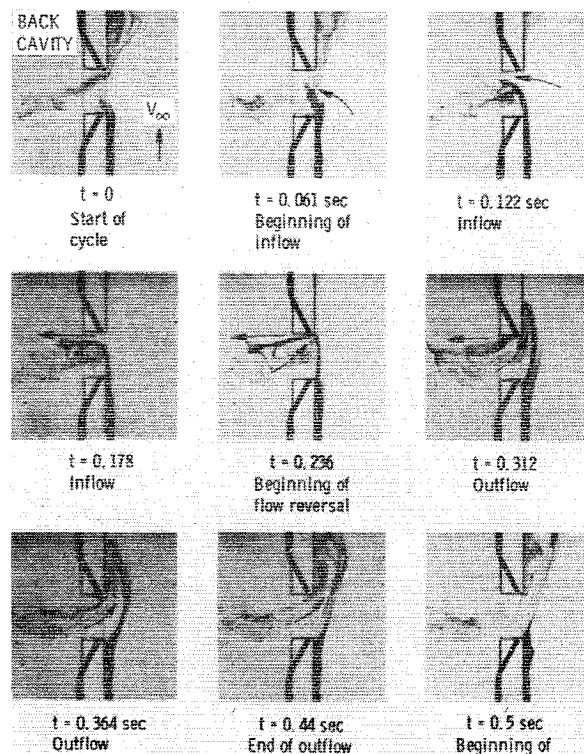 BACK
CAVITY
V∞
t = 0
Start of
cycle
t = 0.061 sec
Beginning of
inflow
t = 0.122 sec
Inflow
t = 0.178
Inflow
t = 0.236
Beginning of
flow reversal
t = 0.312
Outflow
t = 0.364 sec
Outflow
t = 0.44 sec
End of outflow
t = 0.5 sec
Beginning of